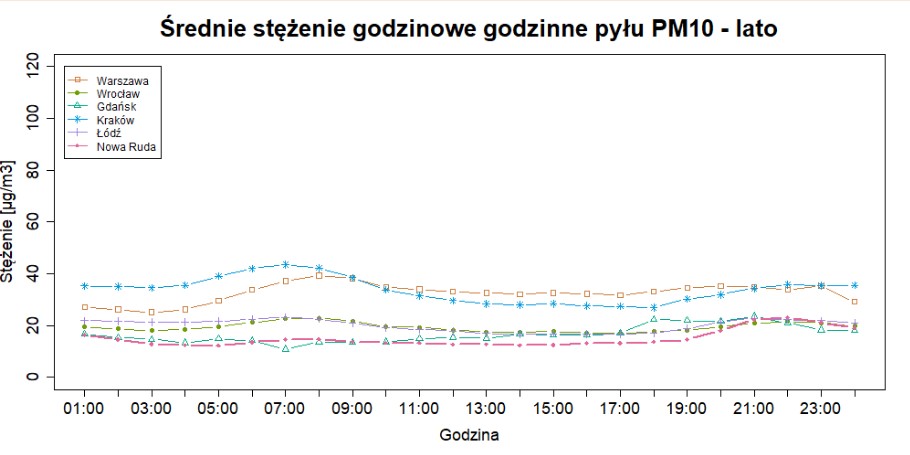 Średnie stężenie godzinowe godzinne pyłu PM10 - lato
Stężenie [µg/m3]
120
100
80
60
40
20
0
Warszawa
Wrocław
Gdańsk
Kraków
Łódź
Nowa Ruda
01:00 03:00 05:00 07:00 09:00 11:00 13:00 15:00 17:00 19:00 21:00 23:00
Godzina